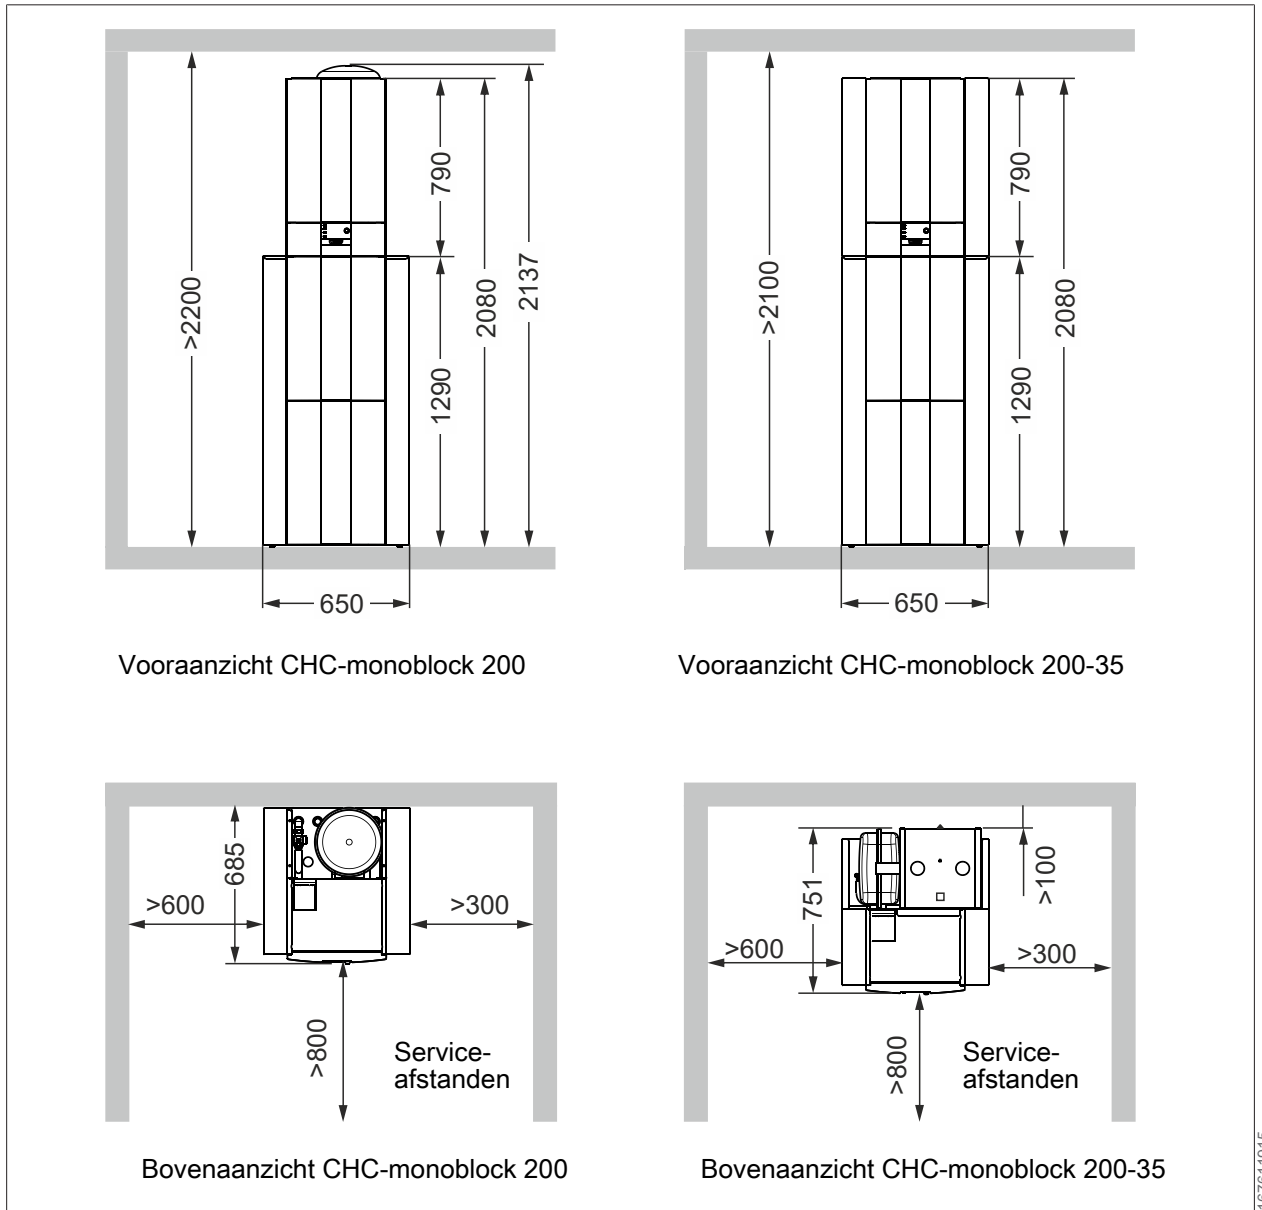 >2200
790
1290
2080
2137
650
Vooraanzicht CHC-monoblock 200
>2100
790
1290
2080
650
Vooraanzicht CHC-monoblock 200-35
685
>600
>300
>800
Service-
afstanden
Bovenaanzicht CHC-monoblock 200
751
>100
>600
>300
>800
Service-
afstanden
Bovenaanzicht CHC-monoblock 200-35